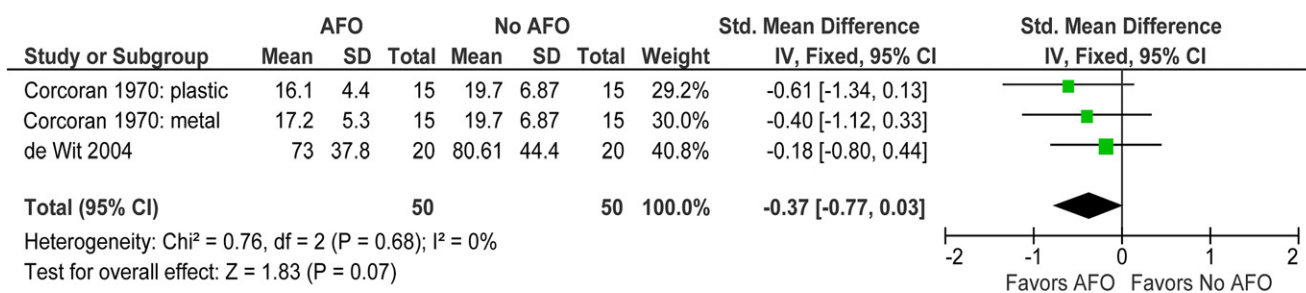 AFO No AFO Std. Mean Difference Std. Mean Difference
Study or Subgroup Mean SD Total Mean SD Total Weight IV, Fixed, 95% CI IV, Fixed, 95% CI
Corcoran 1970: plastic 16.1 4.4 15 19.7 6.87 15 29.2% -0.61 [-1.34, 0.13]
Corcoran 1970: metal 17.2 5.3 15 19.7 6.87 15 30.0% -0.40 [-1.12, 0.33]
de Wit 2004 73 37.8 20 80.61 44.4 20 40.8% -0.18 [-0.80, 0.44]
Total (95% CI) 50 50 100.0% -0.37 [-0.77, 0.03]
Heterogeneity: Chi² = 0.76, df = 2 (P = 0.68); I² = 0%
Test for overall effect: Z = 1.83 (P = 0.07)
-2 -1 0 1 2
Favors AFO Favors No AFO